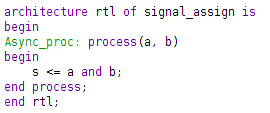 architecture rtl of signal_assign is
begin
Async_proc: process(a, b)
begin
    s <= a and b;
end process;
end rtl;